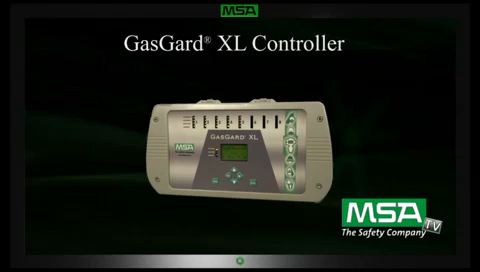 MSA
GasGard® XL Controller
GASGARD® XL
MSA
MSA
The Safety Company
TV